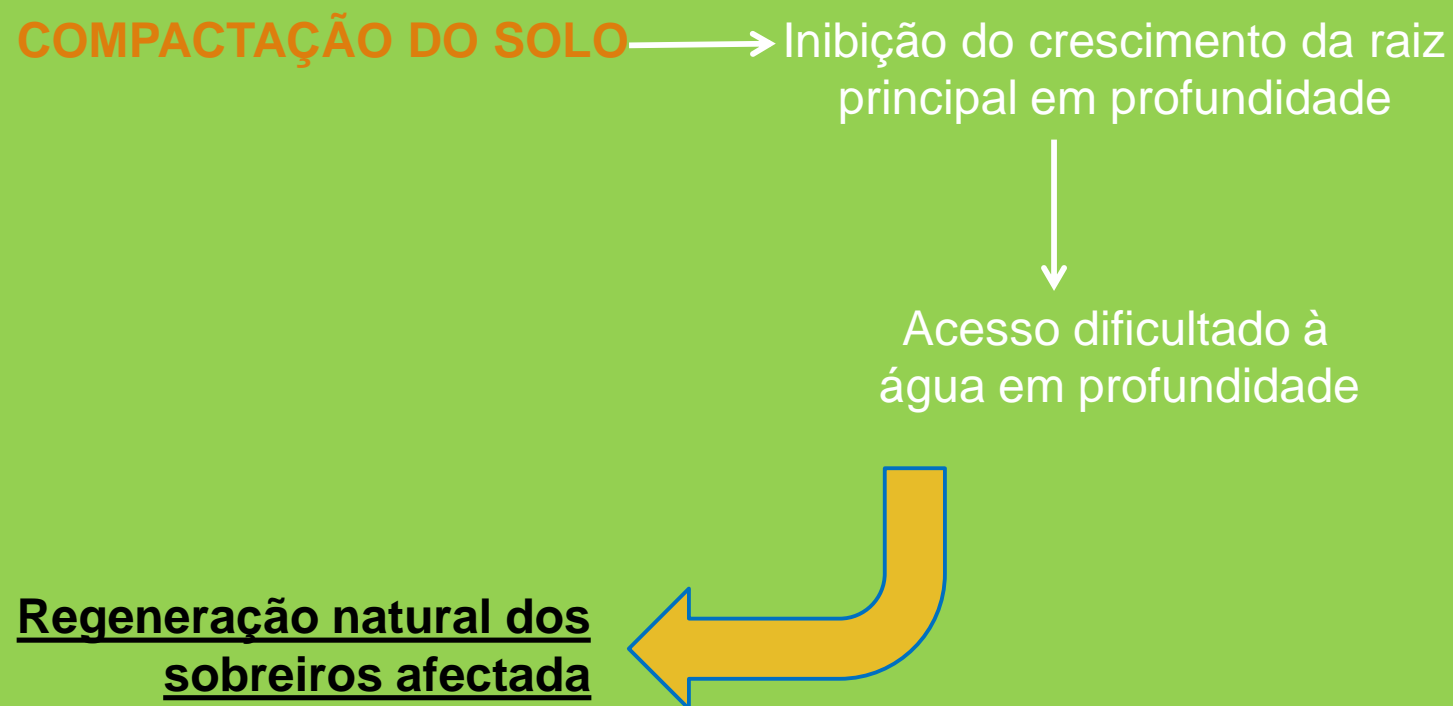 COMPACTAÇÃO DO SOLO
Inibição do crescimento da raiz
principal em profundidade
Acesso dificultado à
água em profundidade
Regeneração natural dos
sobreiros afectada